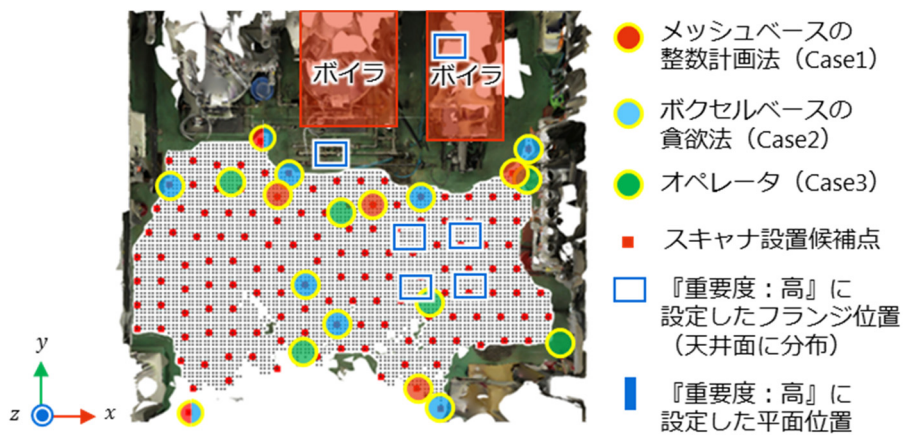 ボイラ
ボイラ
メッシュベースの
整数計画法（Case1）
ボクセルベースの
貪欲法（Case2）
オペレータ（Case3）
スキャナ設置候補点
『重要度：高』に
設定したフランジ位置
（天井面に分布）
『重要度：高』に
設定した平面位置
y
z
x